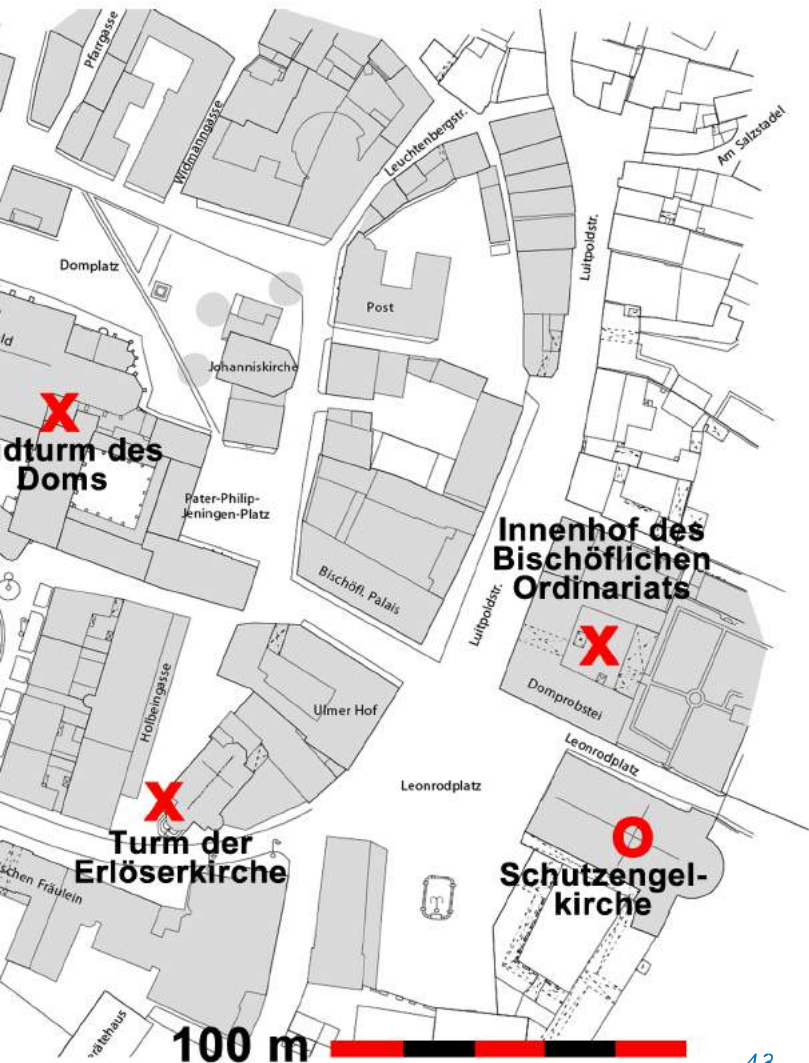 Pfarrgasse
Widmanngasse
Leuchtenbergstr.
Am Salzstadel
Luitpoldstr.
Domplatz
Post
Johanniskirche
dturm des
Doms
Pater-Philip-
Jeningen-Platz
Innenhof des
Bischöflichen
Ordinariats
Bischöfl. Palais
Luitpoldstr.
X
X
Domprobstei
Holbeingasse
Ulmer Hof
Leonrodplatz
Leonrodplatz
X
Turm der
Erlöserkirche
O
Schutzengel-
kirche
schen Fräulein
100 m
43